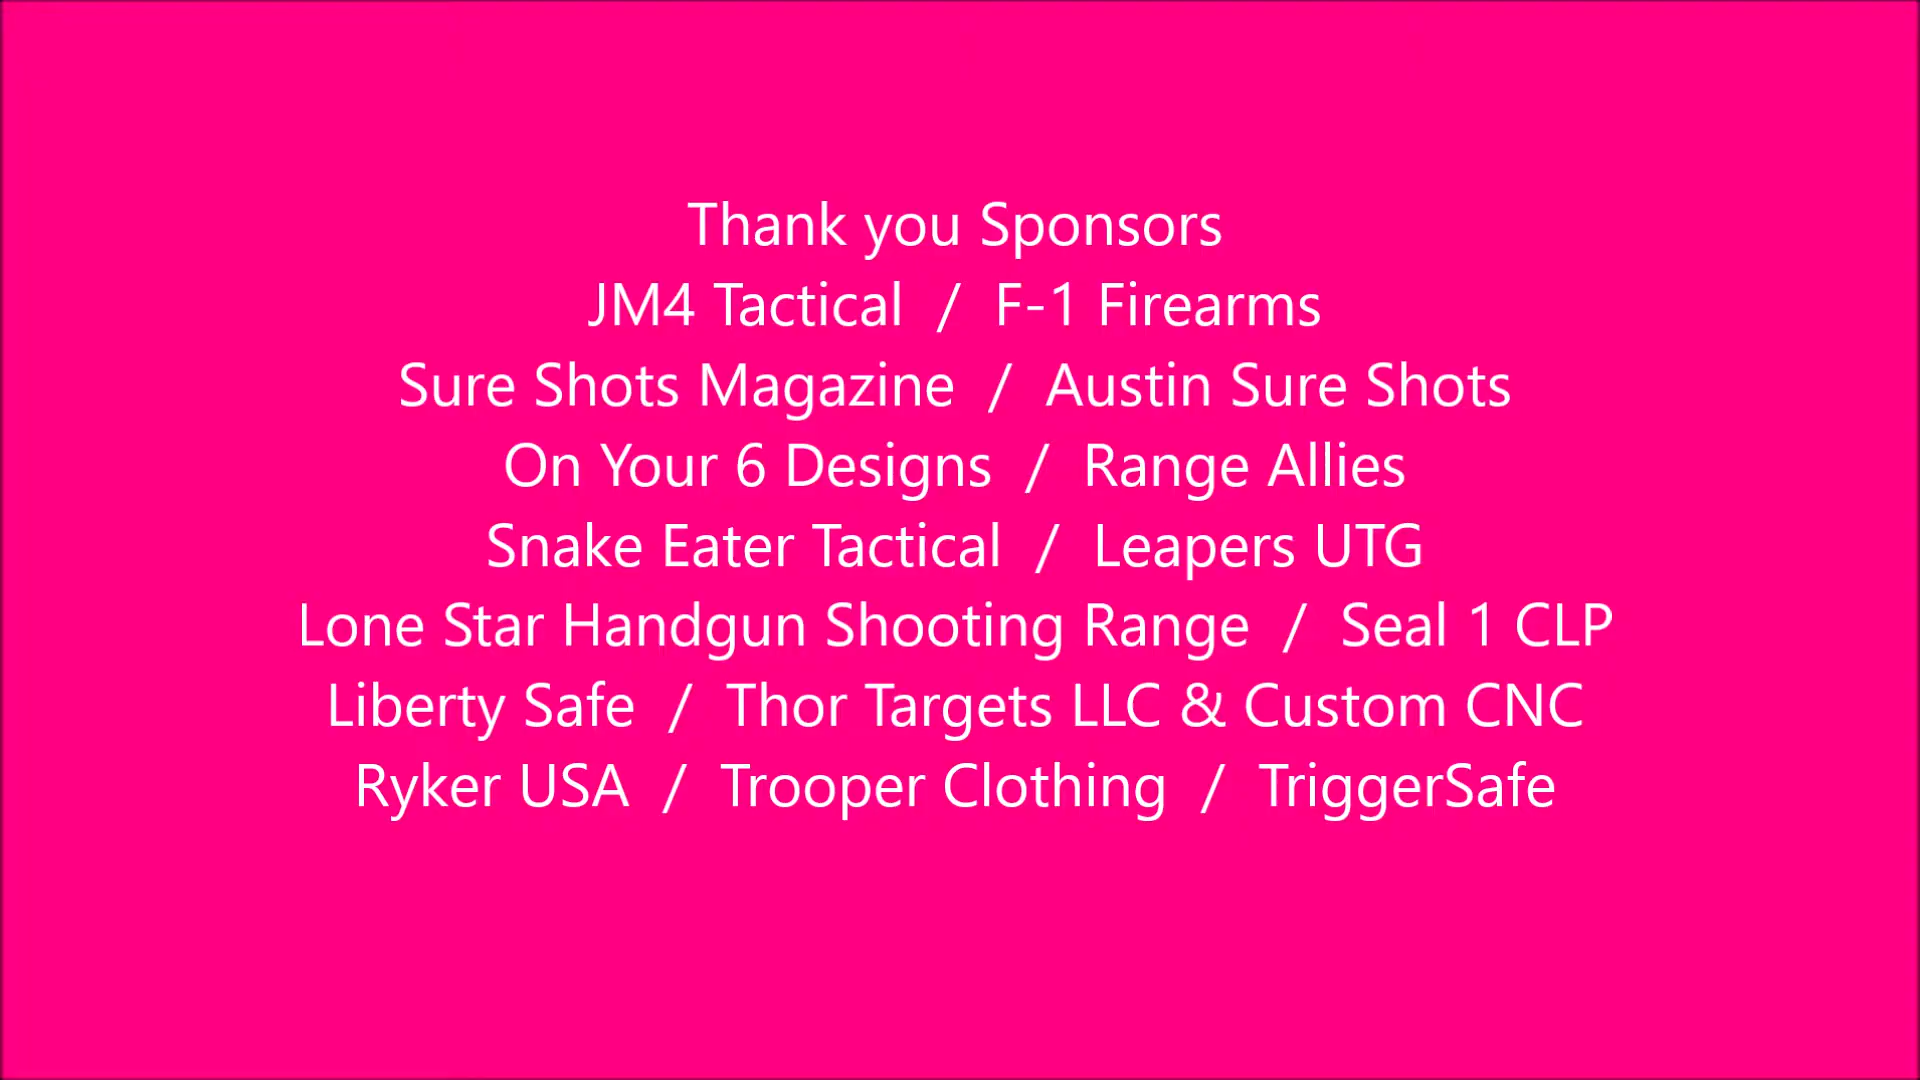 Thank you Sponsors
JM4 Tactical / F-1 Firearms
Sure Shots Magazine / Austin Sure Shots
On Your 6 Designs / Range Allies
Snake Eater Tactical / Leapers UTG
Lone Star Handgun Shooting Range / Seal 1 CLP
Liberty Safe / Thor Targets LLC & Custom CNC
Ryker USA / Trooper Clothing / TriggerSafe